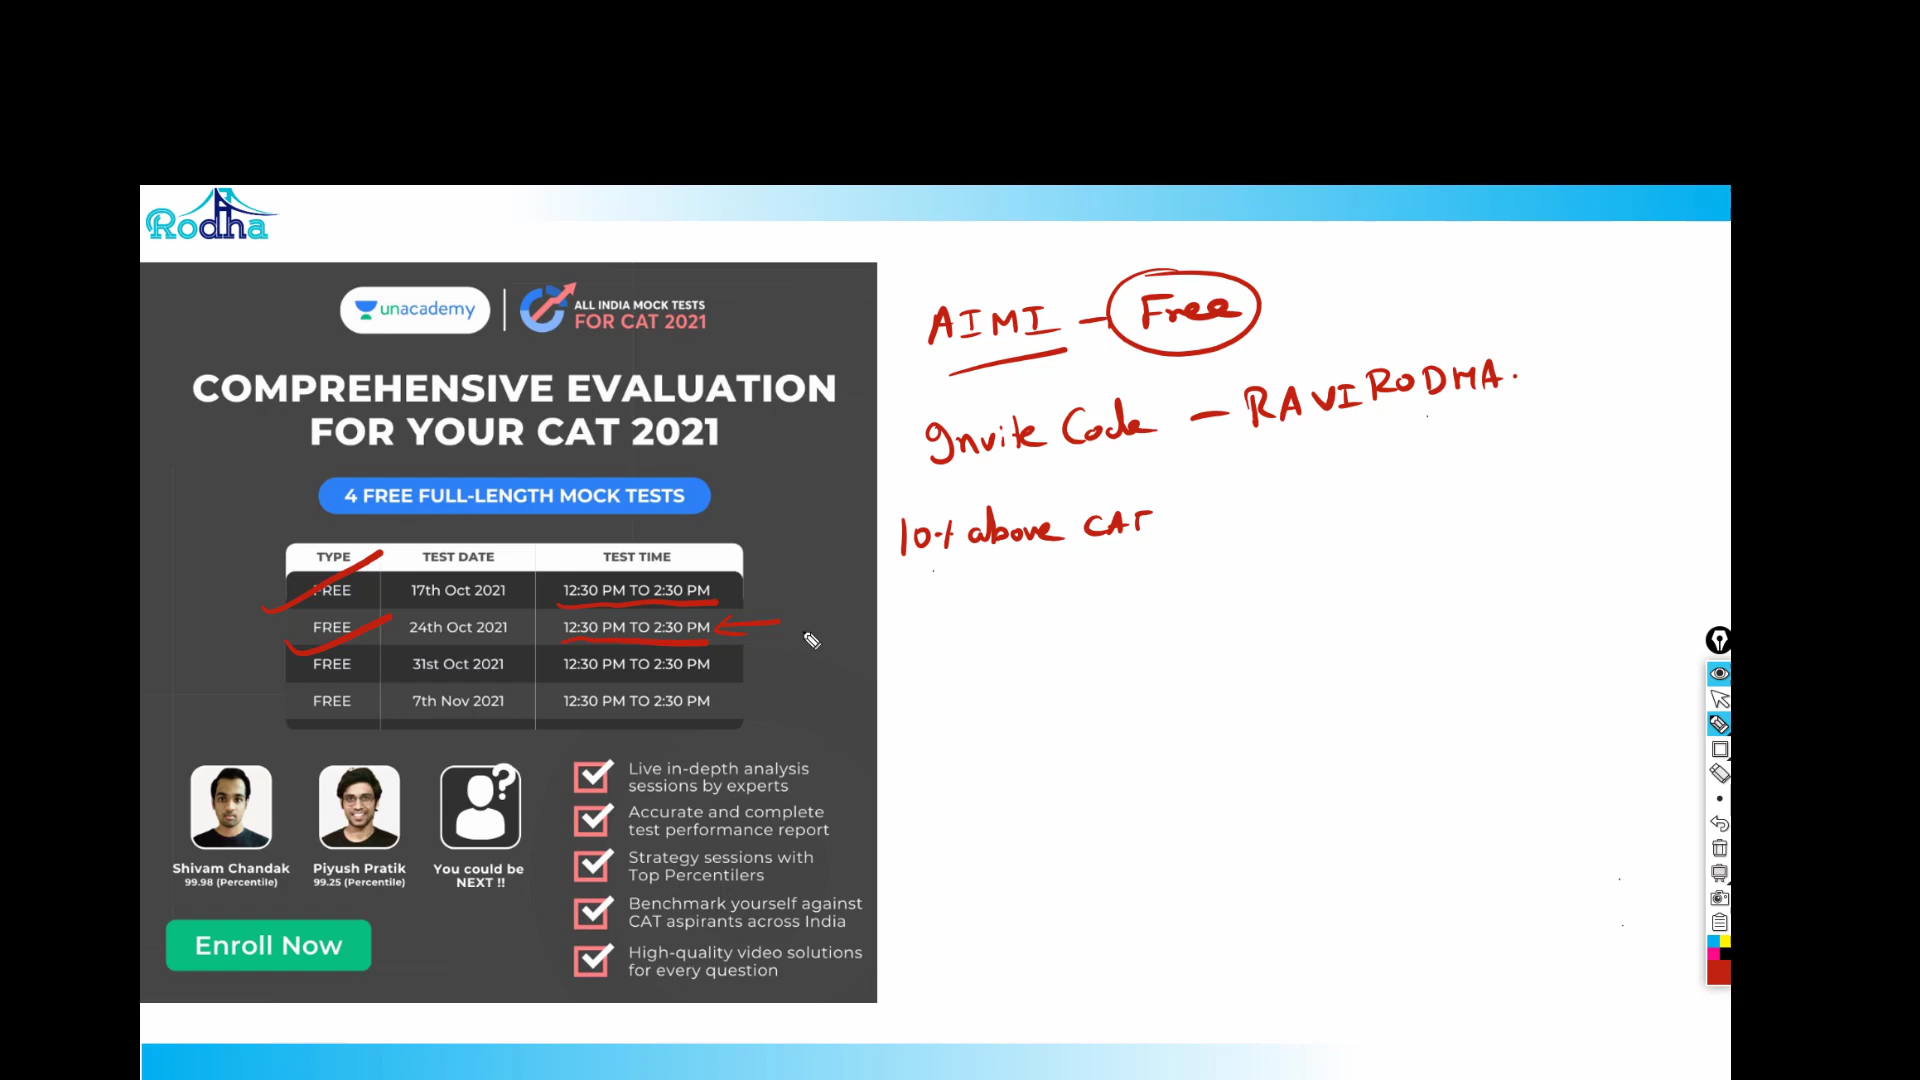 Rodha
unacademy
ALL INDIA MOCK TESTS
FOR CAT 2021
COMPREHENSIVE EVALUATION
FOR YOUR CAT 2021
4 FREE FULL-LENGTH MOCK TESTS
TYPE TEST DATE TEST TIME
FREE 17th Oct 2021 12:30 PM TO 2:30 PM
FREE 24th Oct 2021 12:30 PM TO 2:30 PM
FREE 31st Oct 2021 12:30 PM TO 2:30 PM
FREE 7th Nov 2021 12:30 PM TO 2:30 PM
Shivam Chandak
99.98 (Percentile)
Piyush Pratik
99.25 (Percentile)
You could be
NEXT !!
Enroll Now
Live in-depth analysis
sessions by experts
Accurate and complete
test performance report
Strategy sessions with
Top Percentilers
Benchmark yourself against
CAT aspirants across India
High-quality video solutions
for every question
AIMI - Free
Invite Code - RAVIRODHA.
10% above CAT